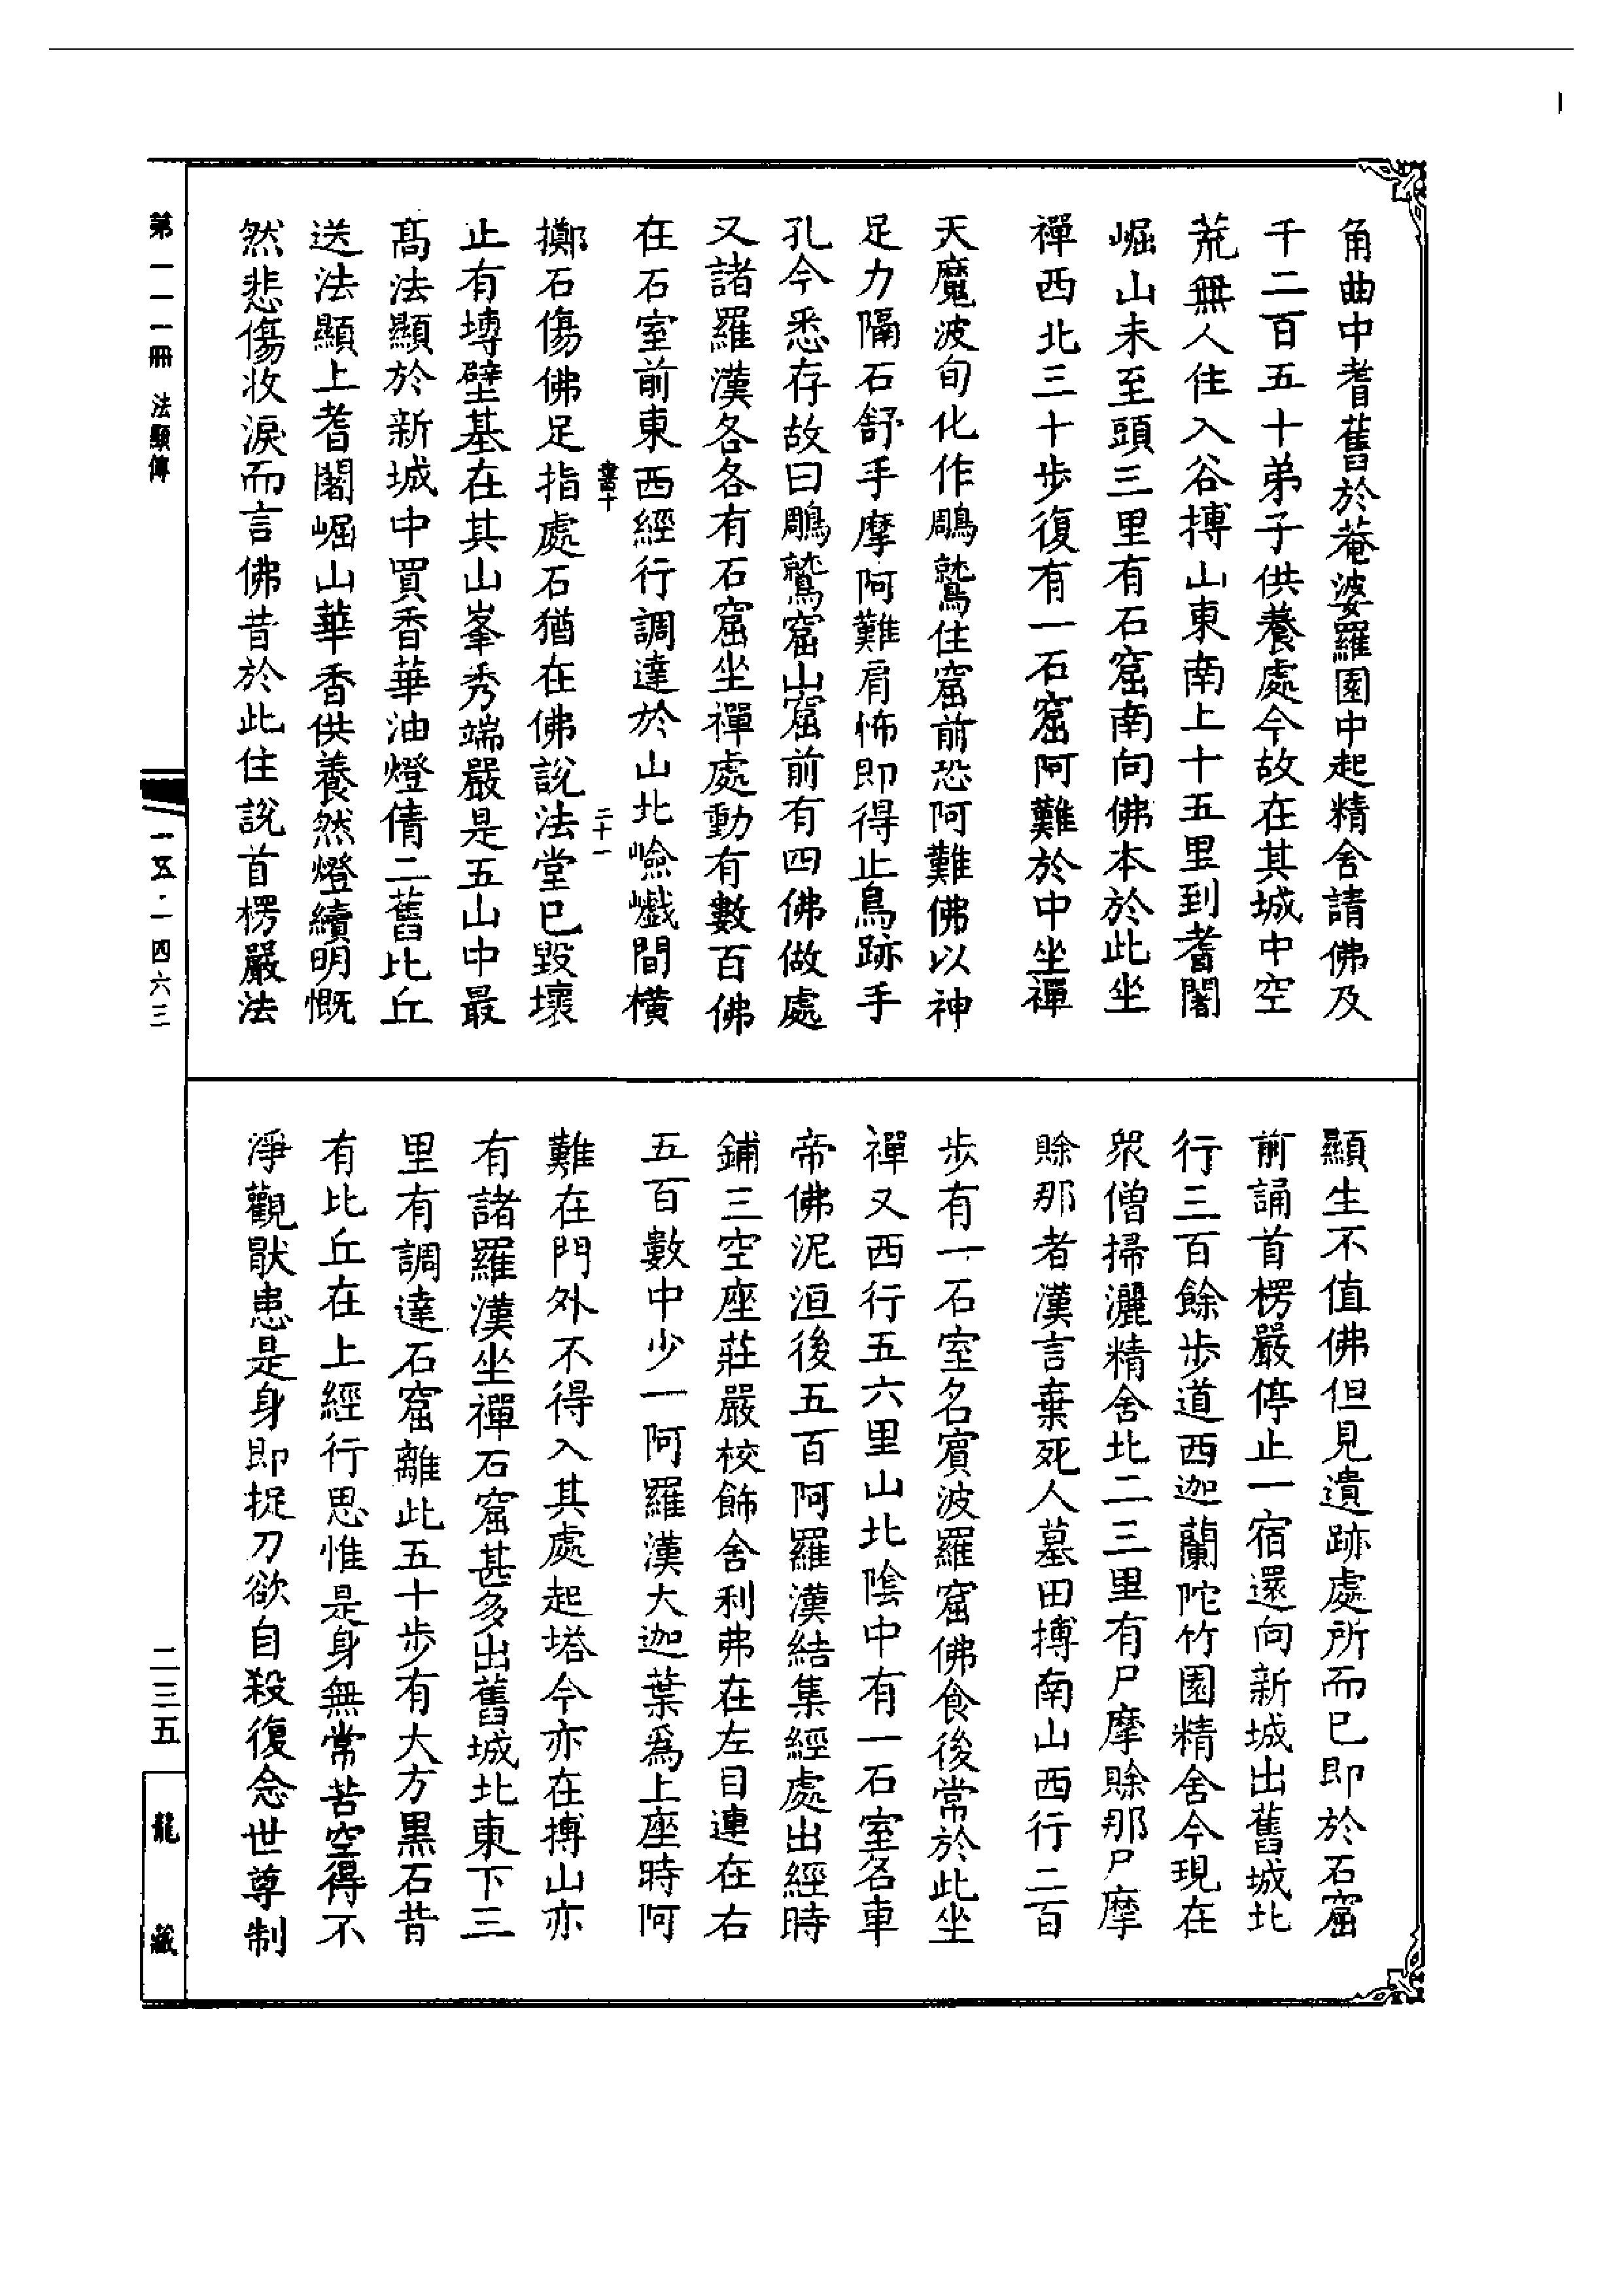 角曲中耆舊於菴婆羅園中起精舍請佛及
千二百五十弟子供養處今故在其城中空
荒無人住入谷搏山東南上十五里到耆闍
崛山未至頭三里有石窟南向佛本於此坐
禪西北三十步復有一石窟阿難於中坐禪
天魔波旬化作鵰鷲住窟前恐阿難佛以神
足力隔石舒手摩阿難肩怖即得止鳥跡手
孔今悉存故曰鵰鷲窟山窟前有四佛做處
又諸羅漢各各有石窟坐禪處動有數百佛
在石室前東西經行調達於山北嶮巇間橫
書十
二十一
擲石傷佛足指處石猶在佛說法堂已毀壞
止有塼壁基在其山峯秀端嚴是五山中最
髙法顯於新城中買香華油燈倩二舊比丘
送法顯上耆闍崛山華香供養然燈續明慨
然悲傷收淚而言佛昔於此住說首楞嚴法
顯生不值佛但見遺跡處所而已即於石窟
前誦首楞嚴停止一宿還向新城出舊城北
行三百餘步道西迦蘭陀竹園精舍今現在
衆僧掃灑精舍北二三里有尸摩賖那尸摩
賖那者漢言棄死人墓田搏南山西行二百
步有一石室名賓波羅窟佛食後常於此坐
禪又西行五六里山北陰中有一石室名車
帝佛泥洹後五百阿羅漢結集經處出經時
鋪三空座莊嚴校飾舍利弗在左目連在右
五百數中少一阿羅漢大迦葉爲上座時阿
難在門外不得入其處起塔今亦在搏山亦
有諸羅漢坐禪石窟甚多出舊城北東下三
里有調達石窟離此五十步有大方黒石昔
有比丘在上經行思惟是身無常苦空得不
淨觀猒患是身即捉刀欲自殺復念世尊制
第一一一冊 法顯傳
一五·一四六三
二三五
龍藏